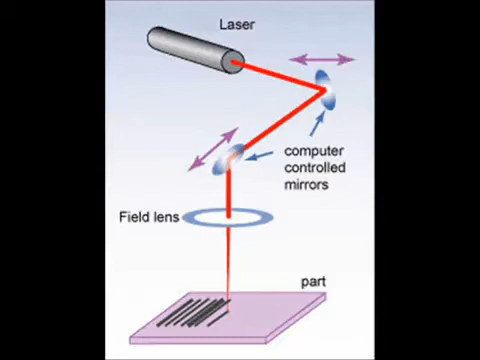 Laser
computer
controlled
mirrors
Field lens
part